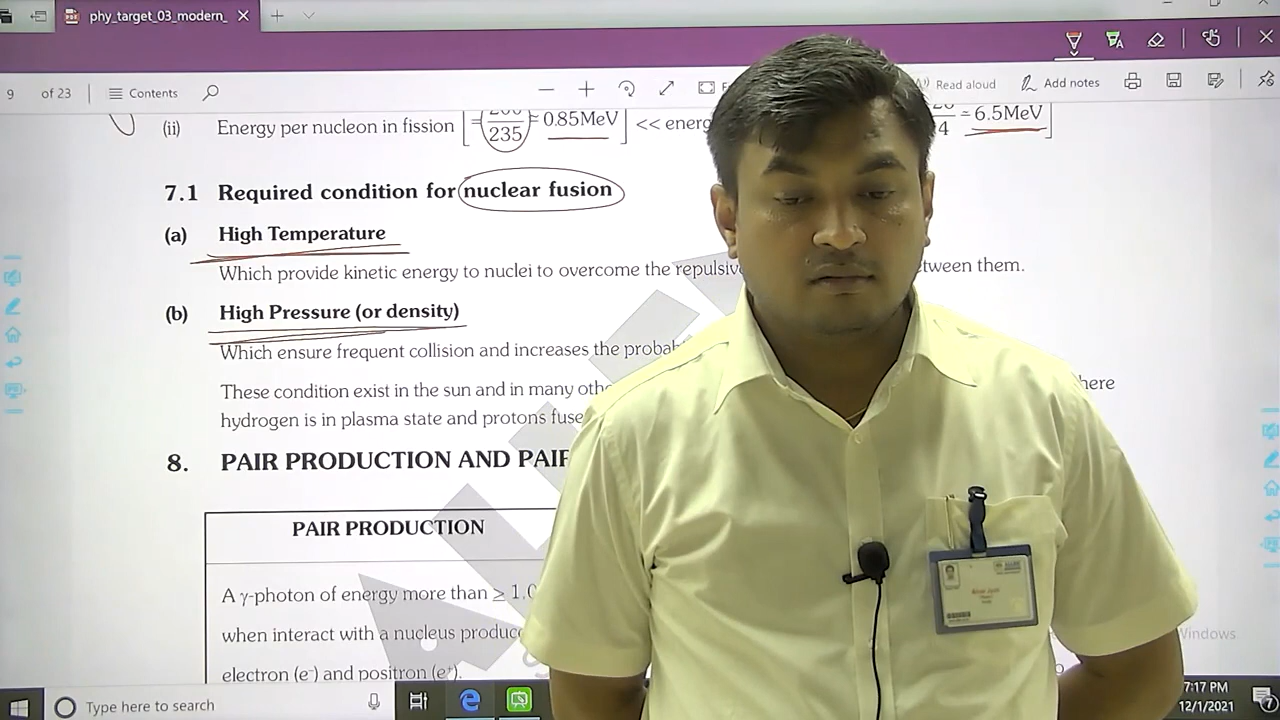 phy_target_03_modern_
9 of 23 Contents Read aloud Add notes
(ii) Energy per nucleon in fission [= 200/235 = 0.85MeV] << energ 4 = 6.5MeV]
7.1 Required condition for nuclear fusion
(a) High Temperature
Which provide kinetic energy to nuclei to overcome the repulsiv etween them.
(b) High Pressure (or density)
Which ensure frequent collision and increases the probab
These condition exist in the sun and in many othe here
hydrogen is in plasma state and protons fuse
8. PAIR PRODUCTION AND PAIR
PAIR PRODUCTION
A γ-photon of energy more than ≥ 1.0
when interact with a nucleus produce
electron (e⁻) and positron (e⁺).
Windows
Type here to search
7:17 PM
12/1/2021
7